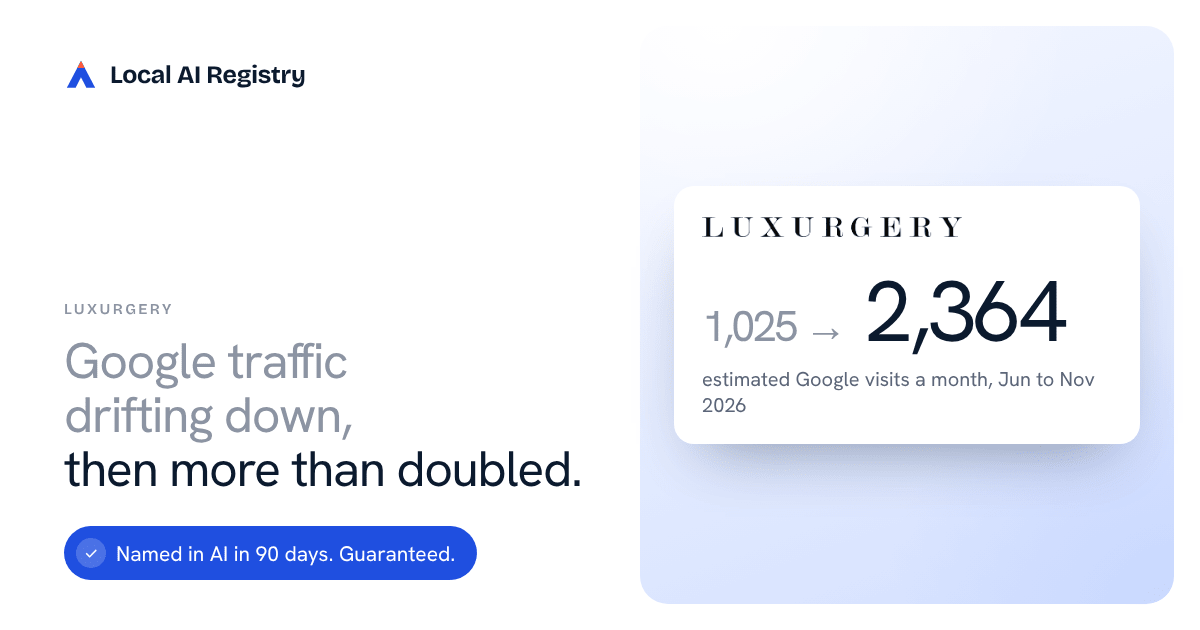 Local AI Registry
LUXURGERY
Google traffic
drifting down,
then more than doubled.
Named in AI in 90 days. Guaranteed.
LUXURGERY
1,025 → 2,364
estimated Google visits a month, Jun to Nov
2026